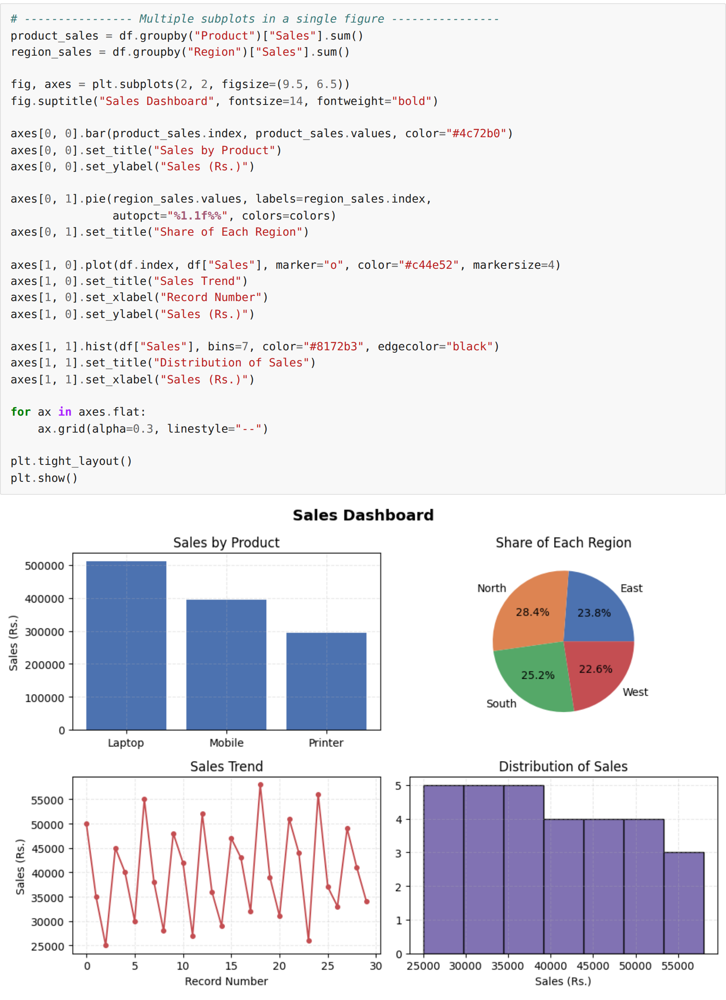 # ---------------- Multiple subplots in a single figure ----------------
product_sales = df.groupby("Product")["Sales"].sum()
region_sales = df.groupby("Region")["Sales"].sum()

fig, axes = plt.subplots(2, 2, figsize=(9.5, 6.5))
fig.suptitle("Sales Dashboard", fontsize=14, fontweight="bold")

axes[0, 0].bar(product_sales.index, product_sales.values, color="#4c72b0")
axes[0, 0].set_title("Sales by Product")
axes[0, 0].set_ylabel("Sales (Rs.)")

axes[0, 1].pie(region_sales.values, labels=region_sales.index,
               autopct="%1.1f%%", colors=colors)
axes[0, 1].set_title("Share of Each Region")

axes[1, 0].plot(df.index, df["Sales"], marker="o", color="#c44e52", markersize=4)
axes[1, 0].set_title("Sales Trend")
axes[1, 0].set_xlabel("Record Number")
axes[1, 0].set_ylabel("Sales (Rs.)")

axes[1, 1].hist(df["Sales"], bins=7, color="#8172b3", edgecolor="black")
axes[1, 1].set_title("Distribution of Sales")
axes[1, 1].set_xlabel("Sales (Rs.)")

for ax in axes.flat:
    ax.grid(alpha=0.3, linestyle="--")

plt.tight_layout()
plt.show()

Sales Dashboard
Sales by Product
Sales (Rs.)
500000
400000
300000
200000
100000
0
Laptop Mobile Printer
Share of Each Region
North
East
28.4%
23.8%
25.2%
22.6%
South
West
Sales Trend
Sales (Rs.)
55000
50000
45000
40000
35000
30000
25000
0 5 10 15 20 25 30
Record Number
Distribution of Sales
5
4
3
2
1
0
25000 30000 35000 40000 45000 50000 55000
Sales (Rs.)